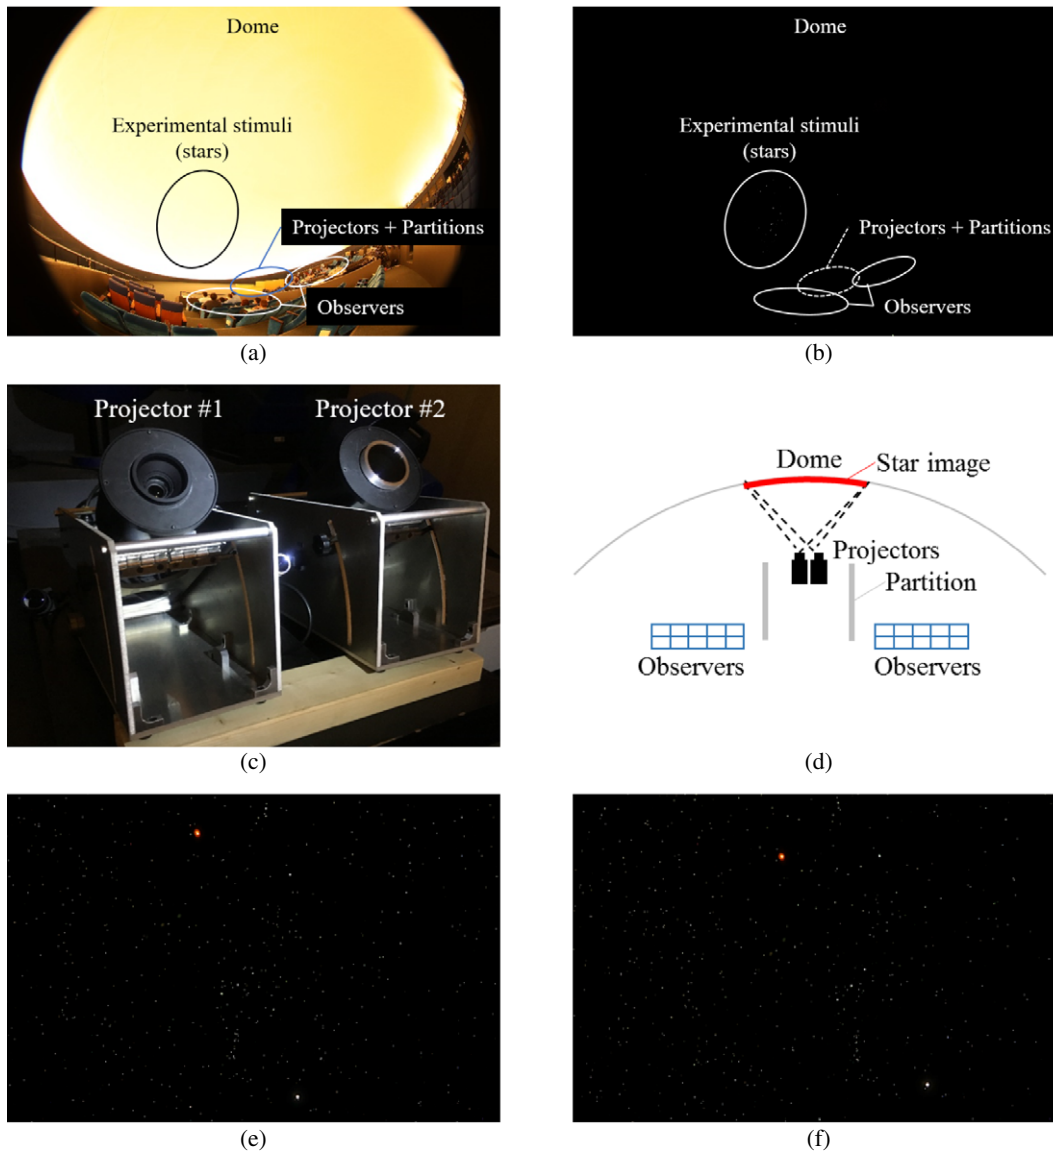 Dome
Experimental stimuli
(stars)
Projectors + Partitions
Observers
(a)
Dome
Experimental stimuli
(stars)
Projectors + Partitions
Observers
(b)
Projector #1
Projector #2
(c)
Dome
Star image
Projectors
Partition
Observers
Observers
(d)
(e)
(f)